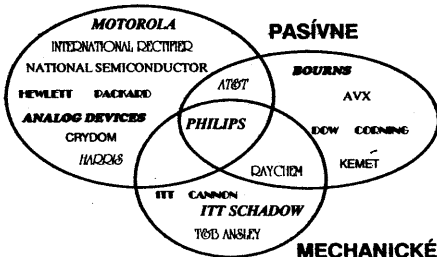 MOTOROLA
PASÍVNE
INTERNATIONAL RECTIFIER
NATIONAL SEMICONDUCTOR
BOURNS
AT&T
HEWLETT PACKARD
AVX
ANALOG DEVICES
PHILIPS
DOW CORNING
CRYDOM
HARRIS
KEMET
RAYCHEM
ITT CANNON
ITT SCHADOW
T&B ANSLEY
MECHANICKÉ